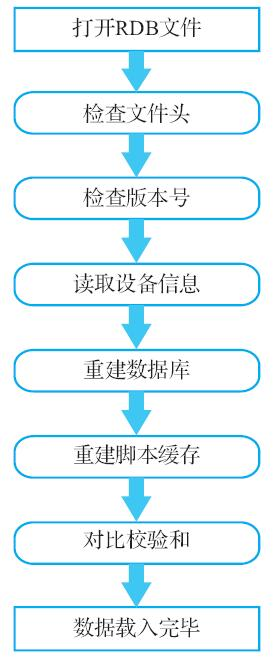 打开RDB文件
检查文件头
检查版本号
读取设备信息
重建数据库
重建脚本缓存
对比校验和
数据载入完毕